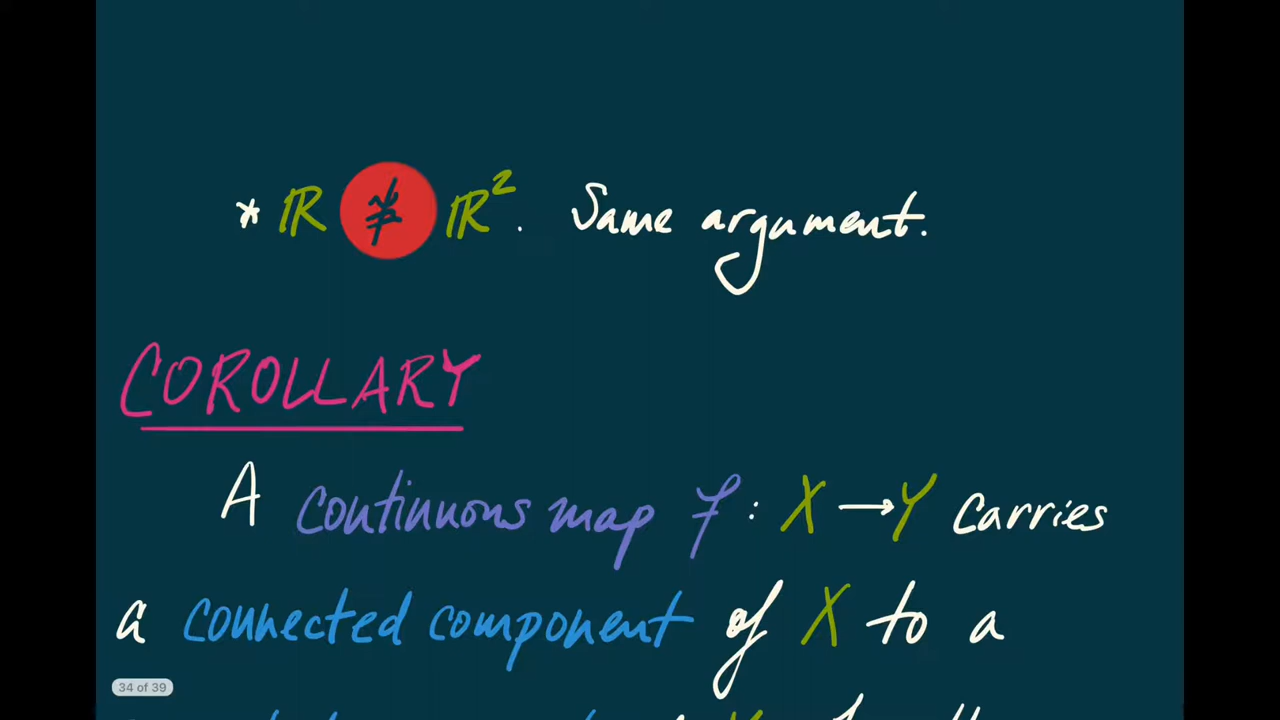 * ℝ ≇ ℝ². Same argument.
COROLLARY
A continuous map f : X → Y carries
a connected component of X to a
34 of 39